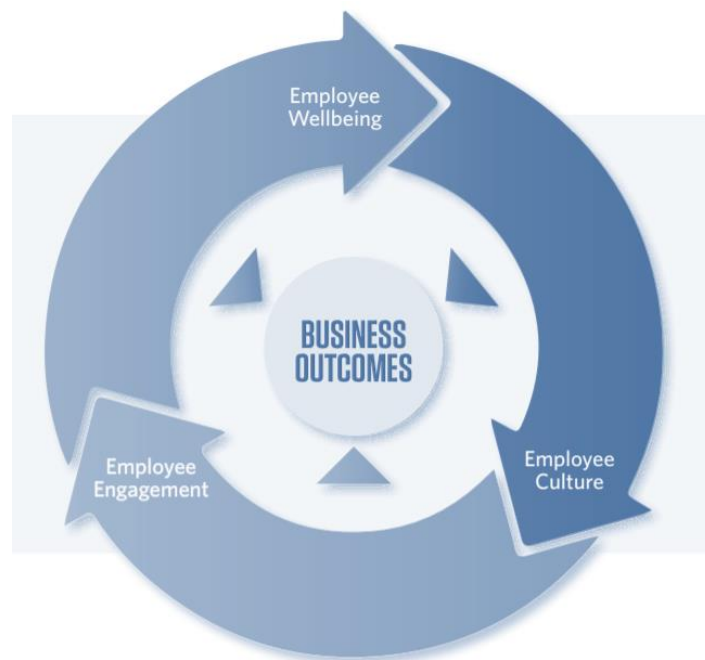 Employee
Wellbeing
BUSINESS
OUTCOMES
Employee
Engagement
Employee
Culture